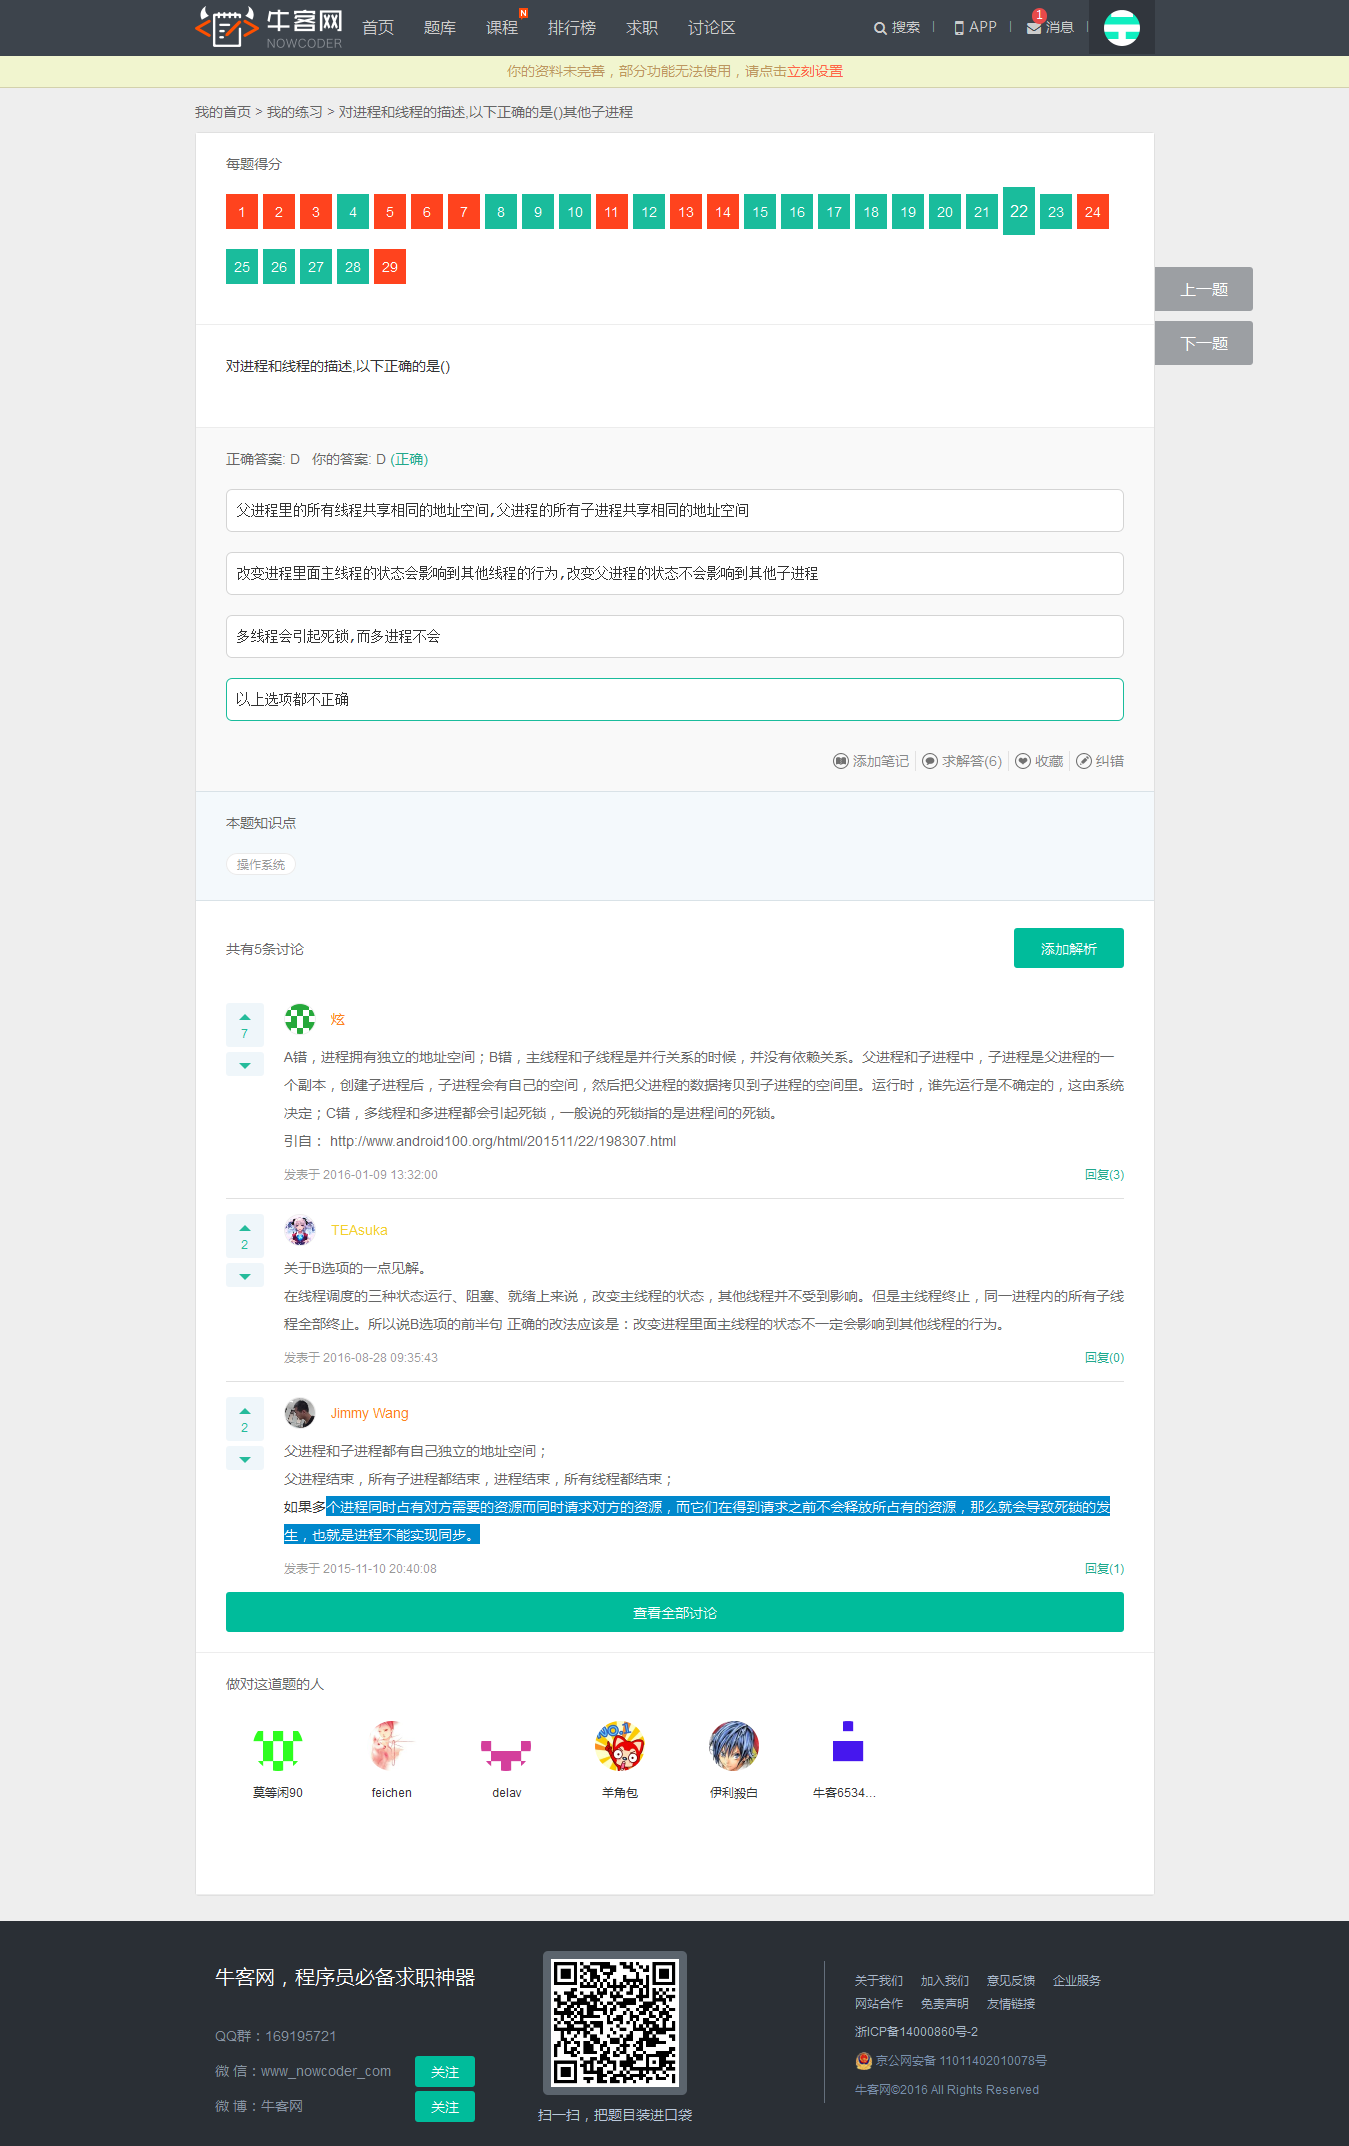 牛客网
NOWCODER
首页 题库 课程 N 排行榜 求职 讨论区 搜索 APP 1 消息
你的资料未完善，部分功能无法使用，请点击立刻设置
我的首页 > 我的练习 > 对进程和线程的描述,以下正确的是()其他子进程
每题得分
1 2 3 4 5 6 7 8 9 10 11 12 13 14 15 16 17 18 19 20 21 22 23 24
25 26 27 28 29
上一题
下一题
对进程和线程的描述,以下正确的是()
正确答案: D 你的答案: D (正确)
父进程里的所有线程共享相同的地址空间,父进程的所有子进程共享相同的地址空间
改变进程里面主线程的状态会影响到其他线程的行为,改变父进程的状态不会影响到其他子进程
多线程会引起死锁,而多进程不会
以上选项都不正确
添加笔记 求解答(6) 收藏 纠错
本题知识点
操作系统
共有5条讨论
添加解析
7
炫
A错，进程拥有独立的地址空间；B错，主线程和子线程是并行关系的时候，并没有依赖关系。父进程和子进程中，子进程是父进程的一
个副本，创建子进程后，子进程会有自己的空间，然后把父进程的数据拷贝到子进程的空间里。运行时，谁先运行是不确定的，这由系统
决定；C错，多线程和多进程都会引起死锁，一般说的死锁指的是进程间的死锁。
引自： http://www.android100.org/html/201511/22/198307.html
发表于 2016-01-09 13:32:00 回复(3)
2
TEAsuka
关于B选项的一点见解。
在线程调度的三种状态运行、阻塞、就绪上来说，改变主线程的状态，其他线程并不受到影响。但是主线程终止，同一进程内的所有子线
程全部终止。所以说B选项的前半句 正确的改法应该是：改变进程里面主线程的状态不一定会影响到其他线程的行为。
发表于 2016-08-28 09:35:43 回复(0)
2
Jimmy Wang
父进程和子进程都有自己独立的地址空间；
父进程结束，所有子进程都结束，进程结束，所有线程都结束；
如果多个进程同时占有对方需要的资源而同时请求对方的资源，而它们在得到请求之前不会释放所占有的资源，那么就会导致死锁的发
生，也就是进程不能实现同步。
发表于 2015-11-10 20:40:08 回复(1)
查看全部讨论
做对这道题的人
NO.1
莫等闲90 feichen delav 羊角包 伊利殺白 牛客6534...
牛客网，程序员必备求职神器
QQ群：169195721
微 信：www_nowcoder_com 关注
微 博：牛客网 关注
扫一扫，把题目装进口袋
关于我们 加入我们 意见反馈 企业服务
网站合作 免责声明 友情链接
浙ICP备14000860号-2
京公网安备 11011402010078号
牛客网©2016 All Rights Reserved